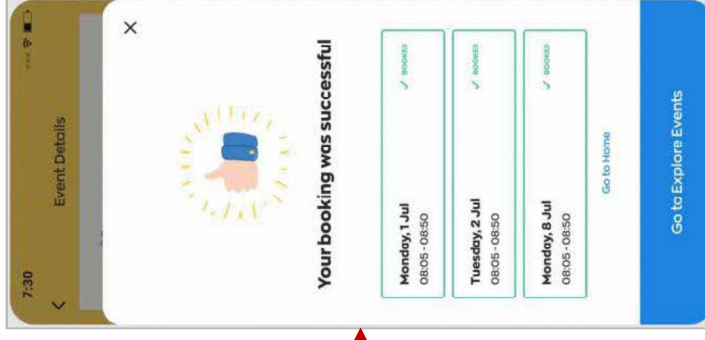 7:30
Event Details
Your booking was successful
Monday, 1 Jul
08:05 - 08:50
BOOKED
Tuesday, 2 Jul
08:05 - 08:50
BOOKED
Monday, 8 Jul
08:05 - 08:50
BOOKED
Go to Home
Go to Explore Events